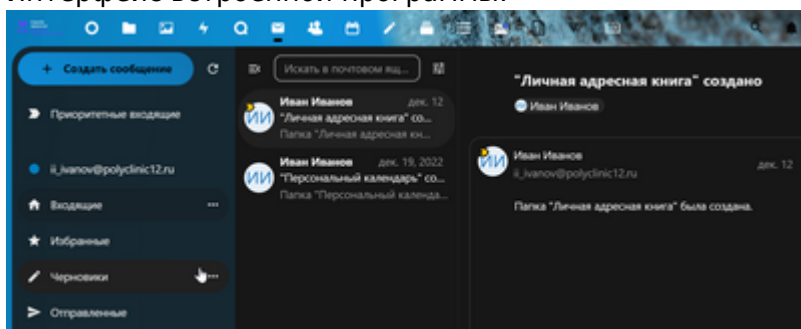 интерфейс встроенной программы.
+ Создать сообщение
Приоритетные входящие
ii_ivanov@polyclinic12.ru
Входящие
Избранные
Черновики
Отправленные
Искать в почтовом ящ...
Иван Иванов дек. 12
"Личная адресная книга" со...
Папка "Личная адресная кн...
Иван Иванов дек. 19, 2022
"Персональный календарь" со...
Папка "Персональный календа...
"Личная адресная книга" создано
Иван Иванов
ИИ
ИИ
ИИ
Иван Иванов
ii_ivanov@polyclinic12.ru
дек. 12
Папка "Личная адресная книга" была создана.